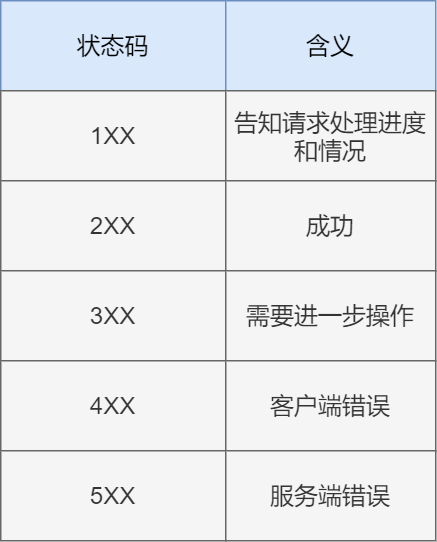 状态码 含义
1XX 告知请求处理进度
和情况
2XX 成功
3XX 需要进一步操作
4XX 客户端错误
5XX 服务端错误